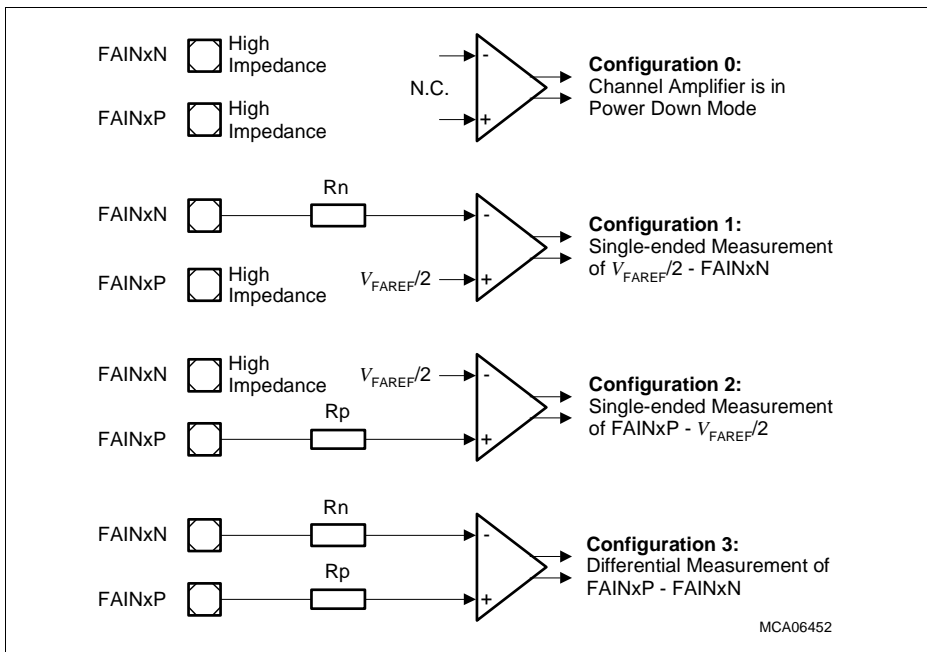 FAINxN
High
Impedance
N.C.
FAINxP
High
Impedance
-
+
Configuration 0:
Channel Amplifier is in
Power Down Mode
FAINxN
Rn
-
FAINxP
High
Impedance
VFAREF/2
+
Configuration 1:
Single-ended Measurement
of VFAREF/2 - FAINxN
FAINxN
High
Impedance
VFAREF/2
-
FAINxP
Rp
+
Configuration 2:
Single-ended Measurement
of FAINxP - VFAREF/2
FAINxN
Rn
-
FAINxP
Rp
+
Configuration 3:
Differential Measurement of
FAINxP - FAINxN
MCA06452